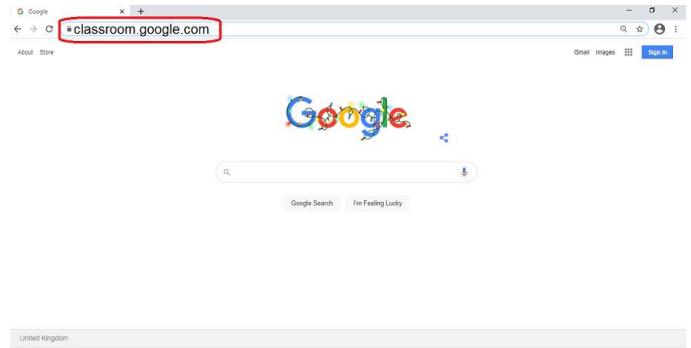 Google
classroom.google.com
About Store
Gmail Images Sign in
Google
Google Search I'm Feeling Lucky
United Kingdom